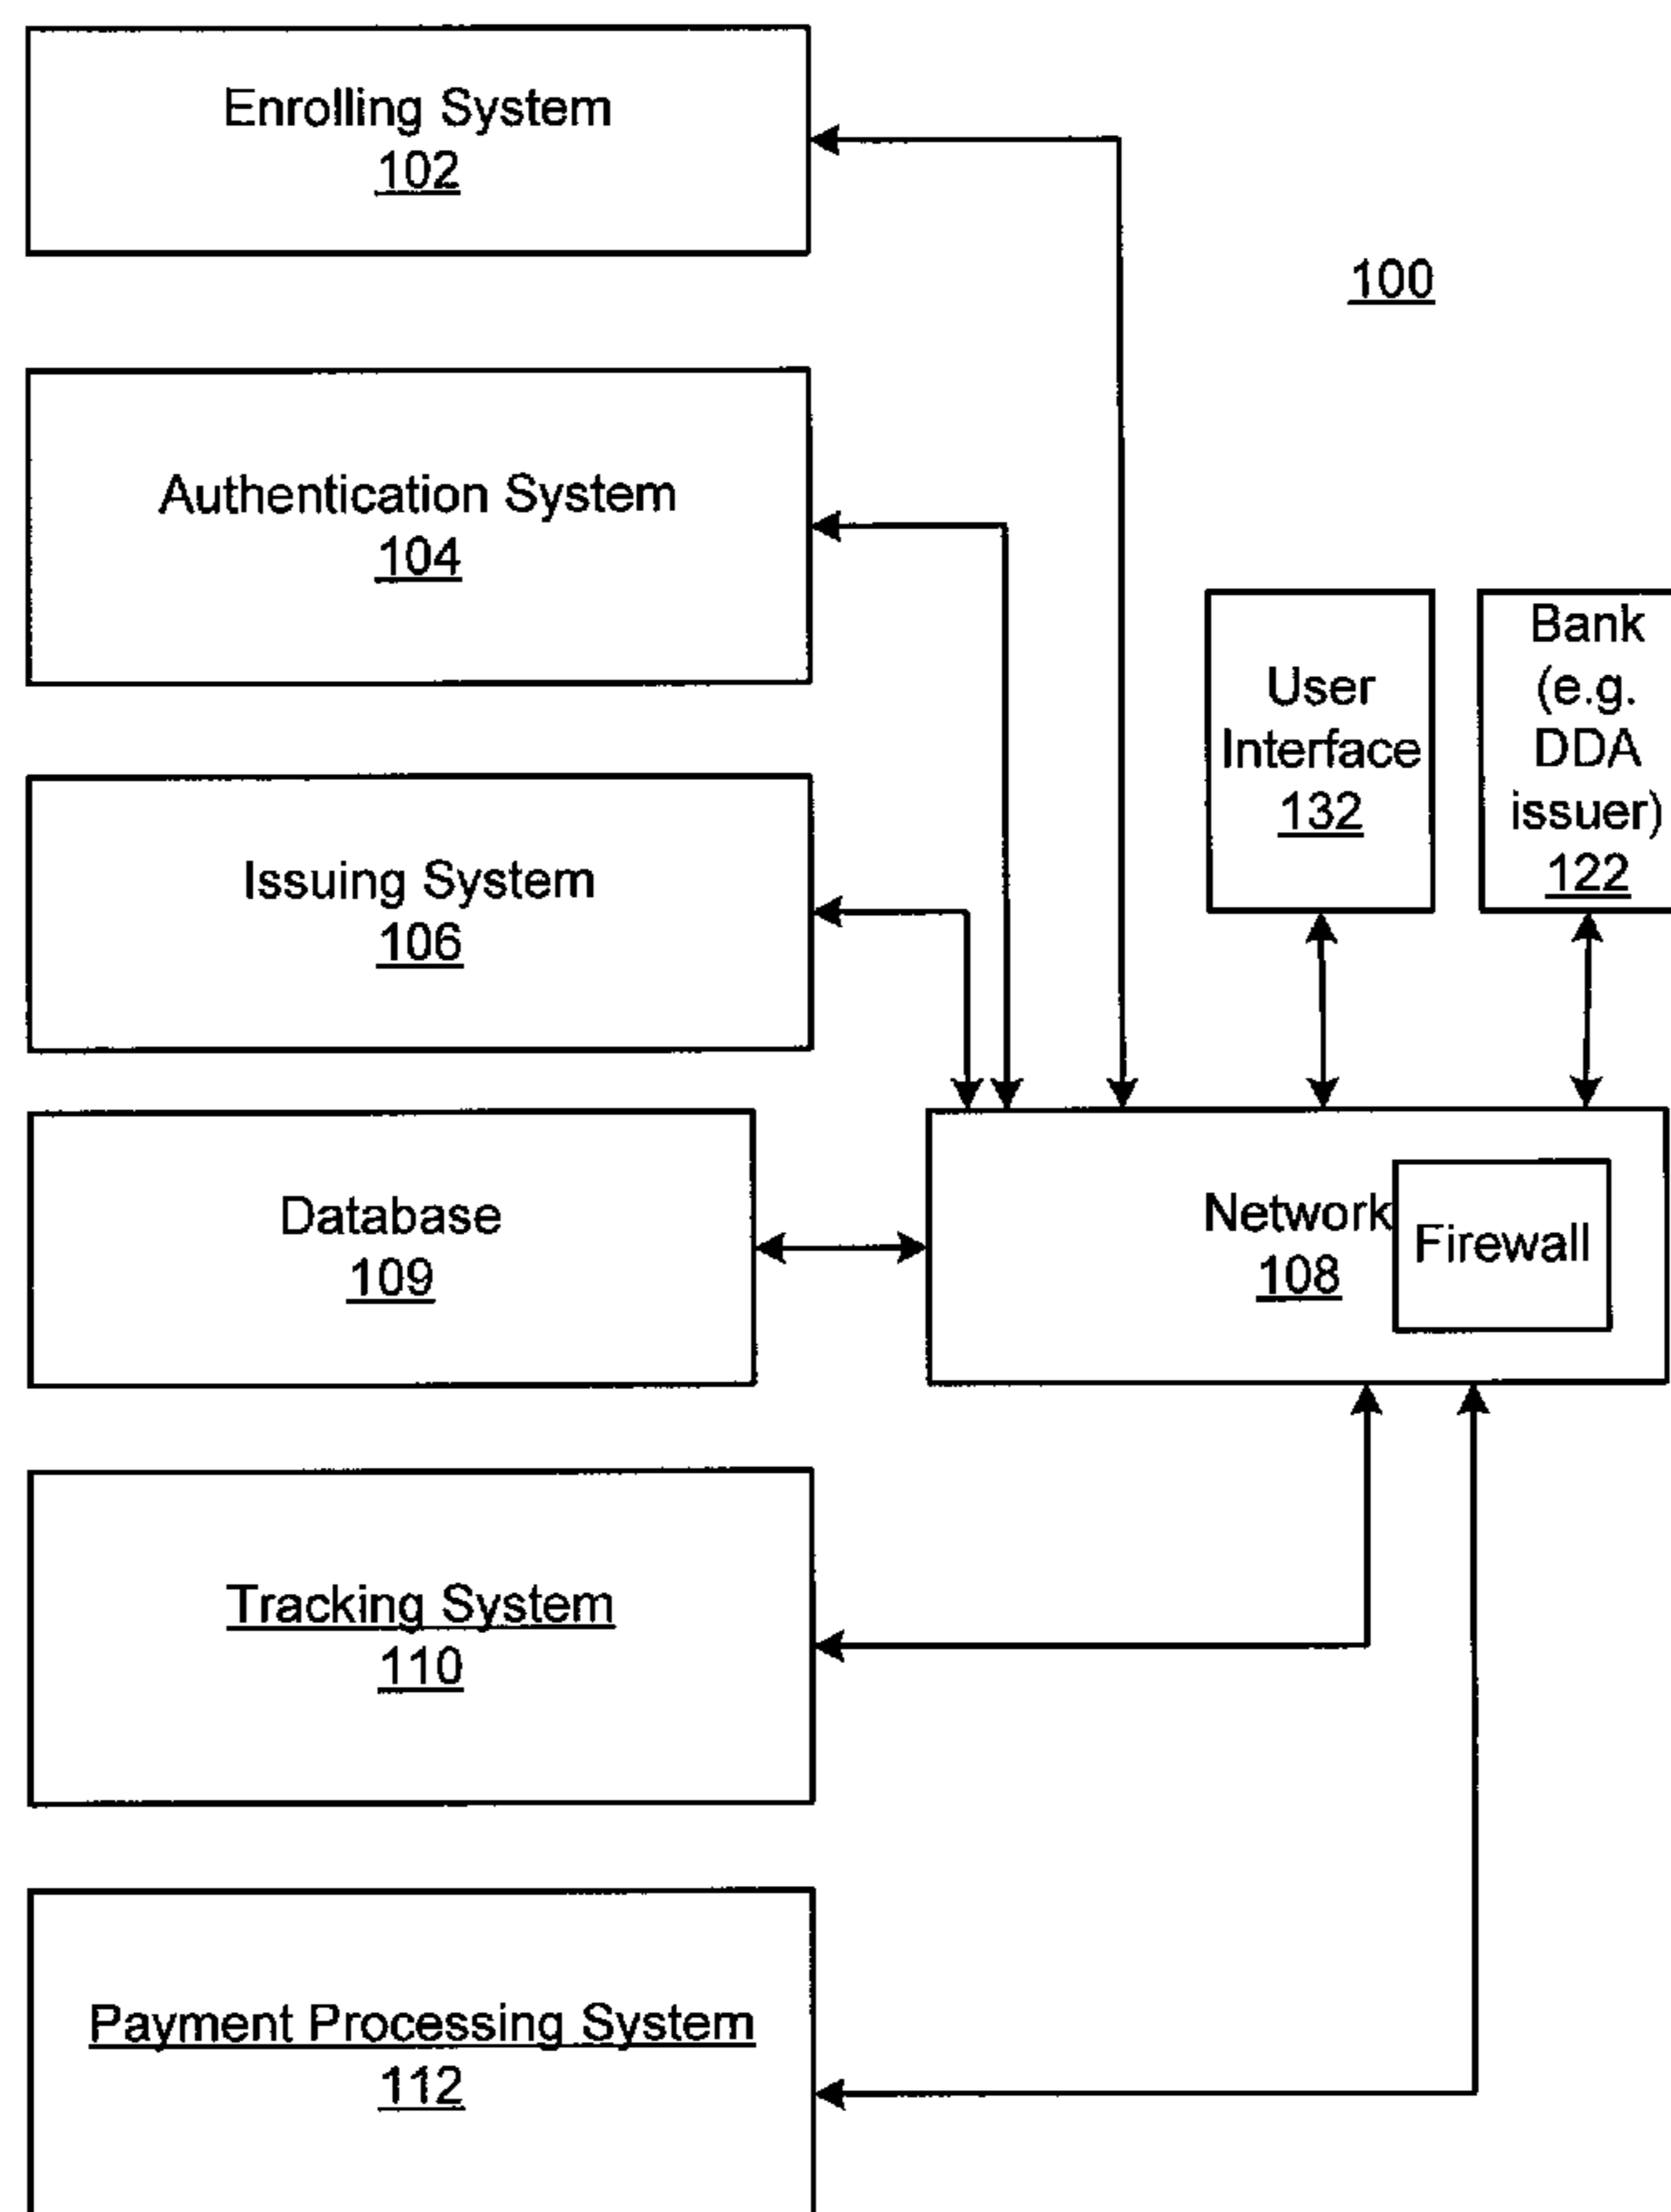 Enrolling System
102
100
Authentication System
104
User
Interface
132
Bank
(e.g.
DDA
issuer)
122
Issuing System
106
Database
109
Network
108
Firewall
Tracking System
110
Payment Processing System
112